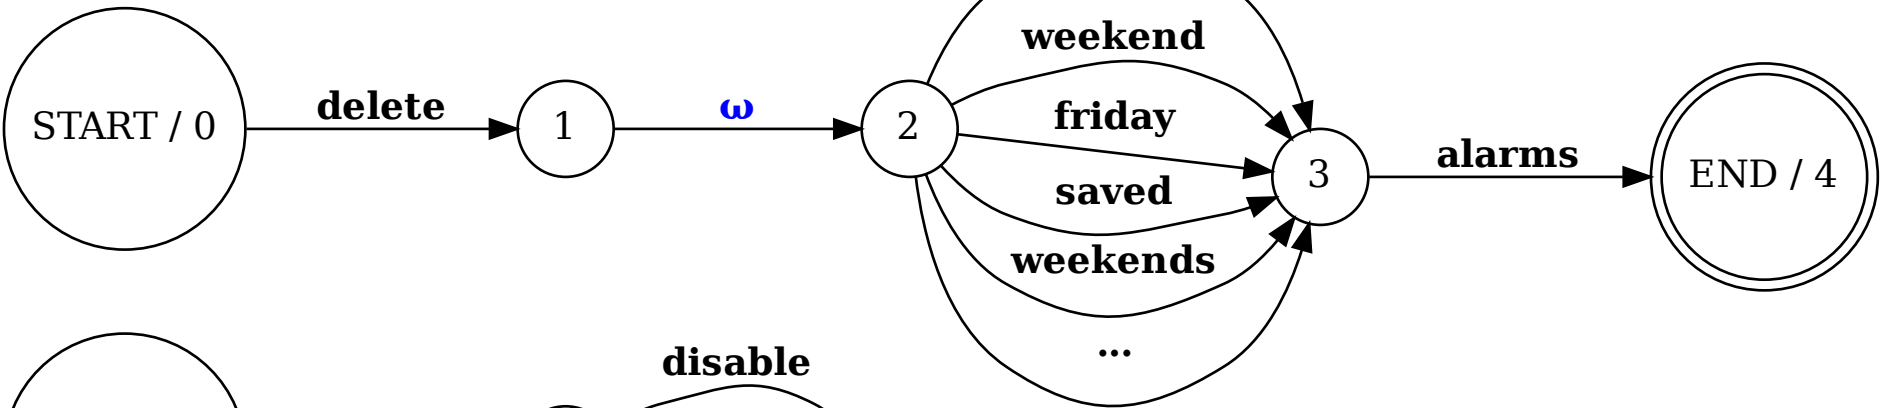 weekend
START / 0
delete
1
ω
2
friday
saved
weekends
...
3
alarms
END / 4
disable